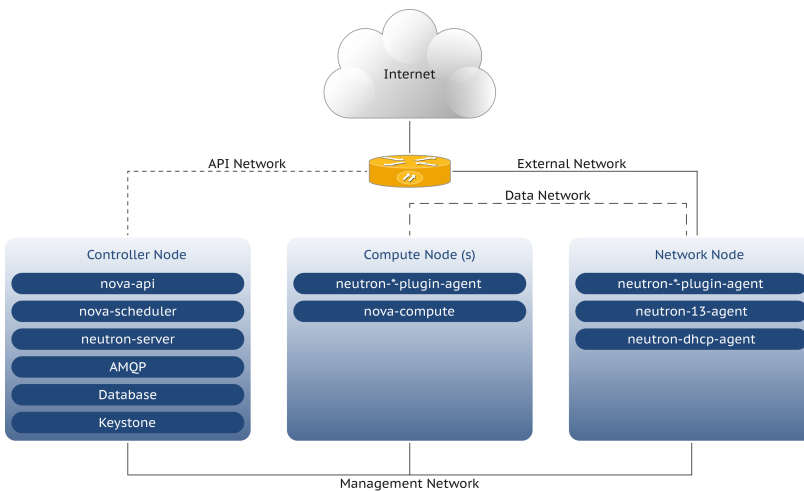 Internet
API Network
External Network
Data Network
Controller Node
nova-api
nova-scheduler
neutron-server
AMQP
Database
Keystone
Compute Node (s)
neutron-*-plugin-agent
nova-compute
Network Node
neutron-*-plugin-agent
neutron-13-agent
neutron-dhcp-agent
Management Network